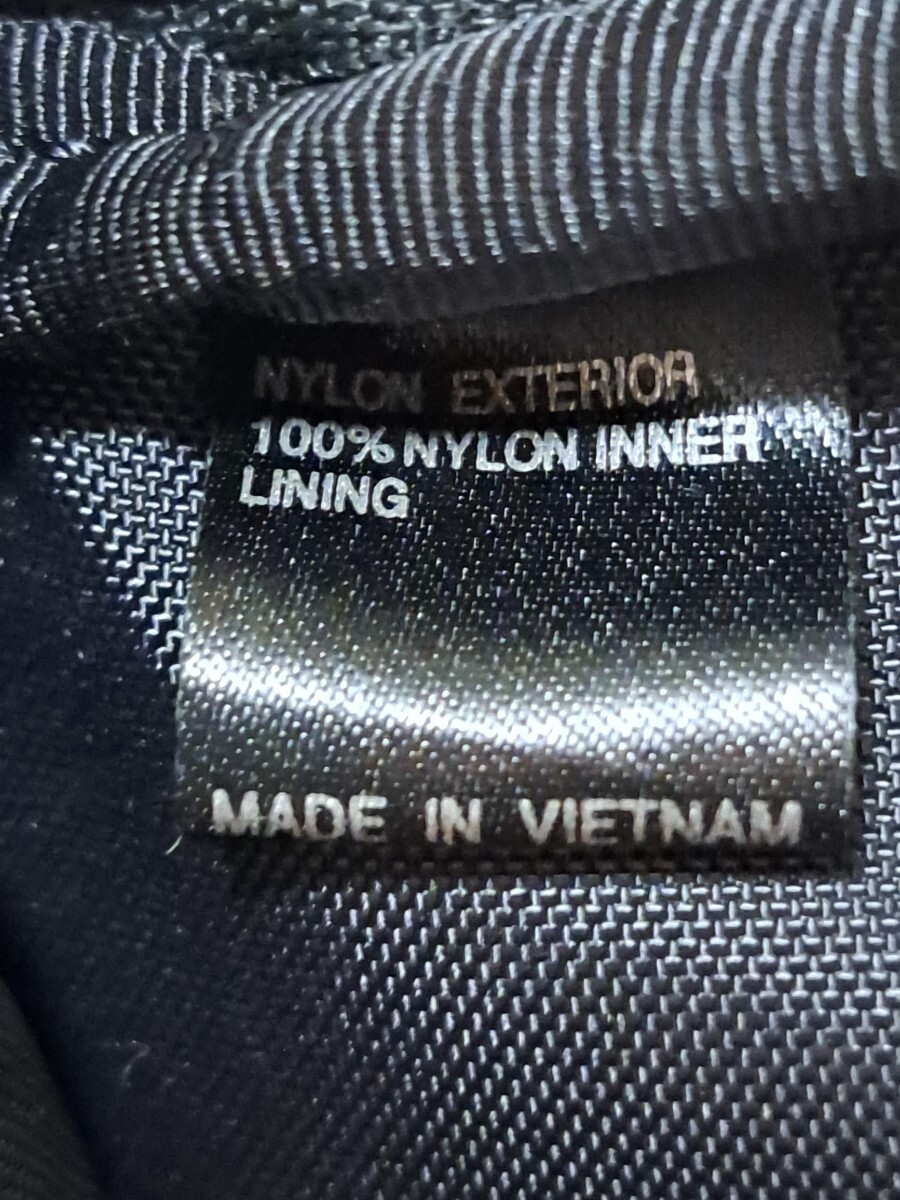 NYLON EXTERIOR
100% NYLON INNER
LINING
MADE IN VIETNAM